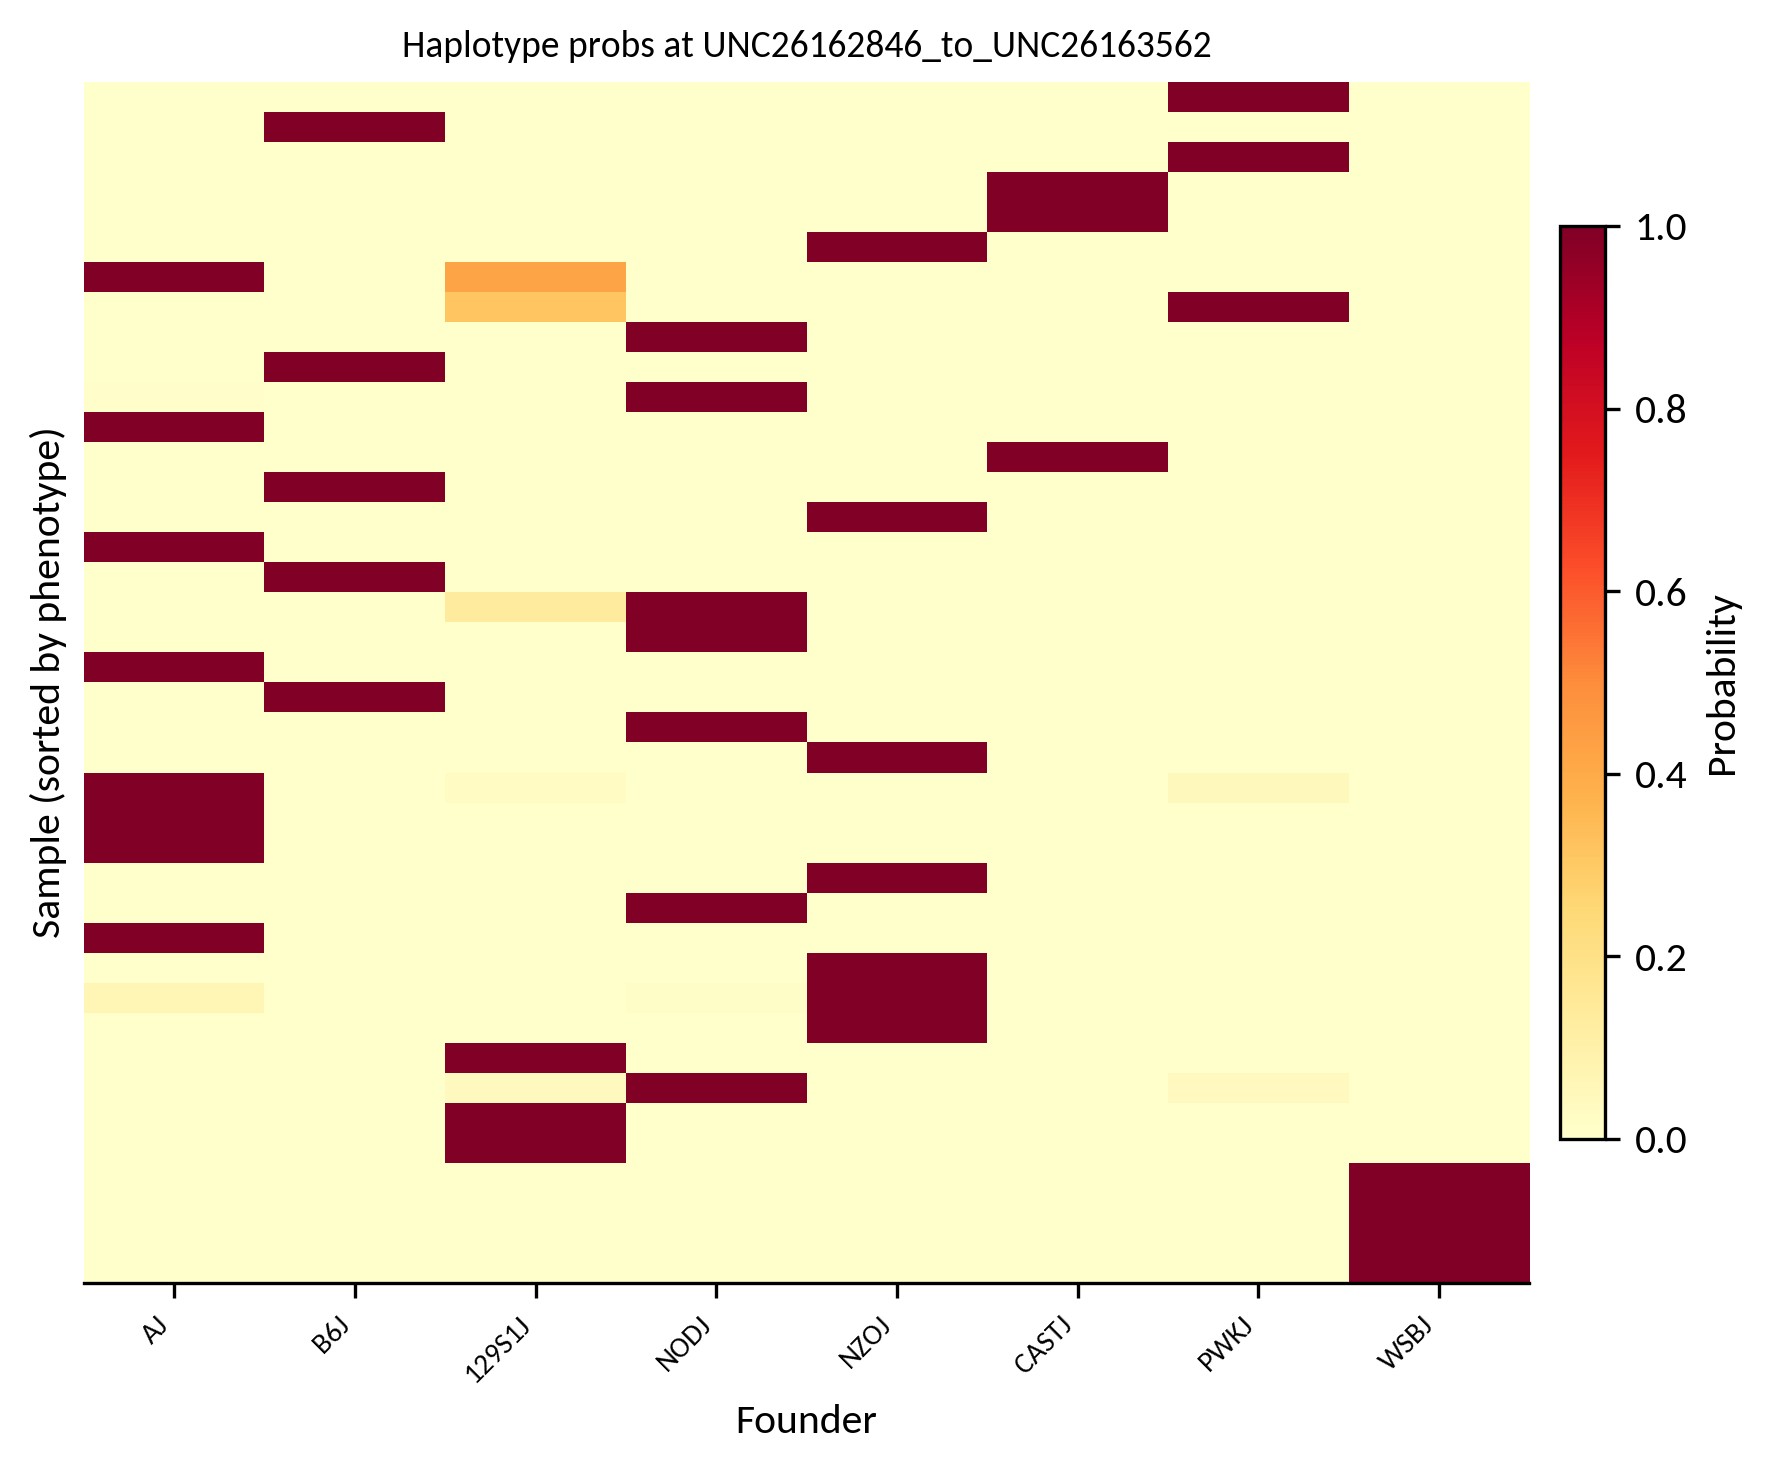 Haplotype probs at UNC26162846_to_UNC26163562
Sample (sorted by phenotype)
1.0
0.8
0.6
0.4
0.2
0.0
Probability
AJ
B6J
129S1J
NODJ
NZOJ
CASTJ
PWKJ
WSBJ
Founder